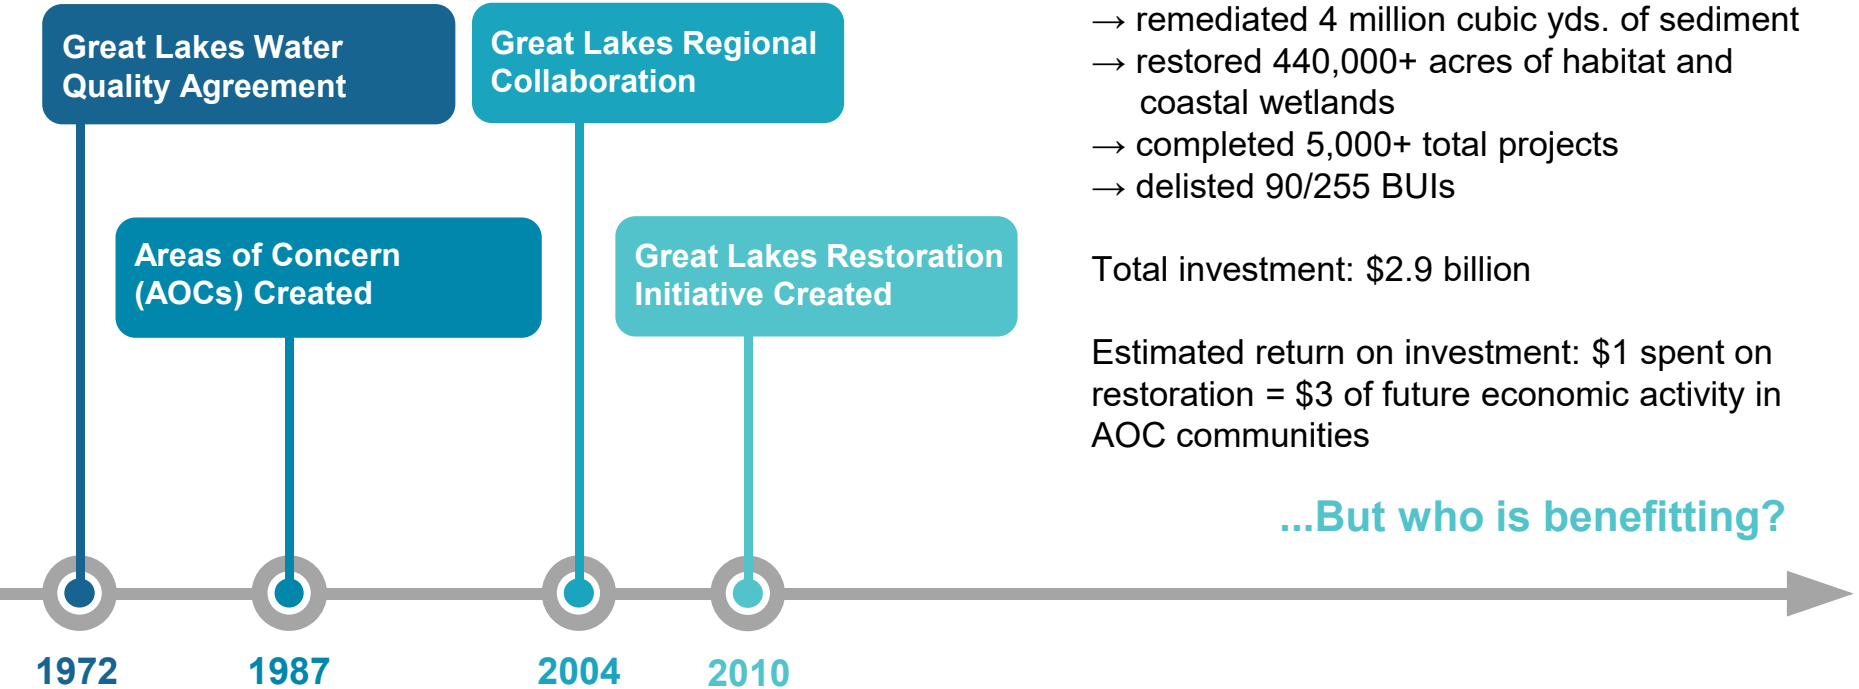 Great Lakes Water
Quality Agreement
Great Lakes Regional
Collaboration
Areas of Concern
(AOCs) Created
Great Lakes Restoration
Initiative Created
1972
1987
2004
2010
→ remediated 4 million cubic yds. of sediment
→ restored 440,000+ acres of habitat and
coastal wetlands
→ completed 5,000+ total projects
→ delisted 90/255 BUIs
Total investment: $2.9 billion
Estimated return on investment: $1 spent on
restoration = $3 of future economic activity in
AOC communities
...But who is benefitting?